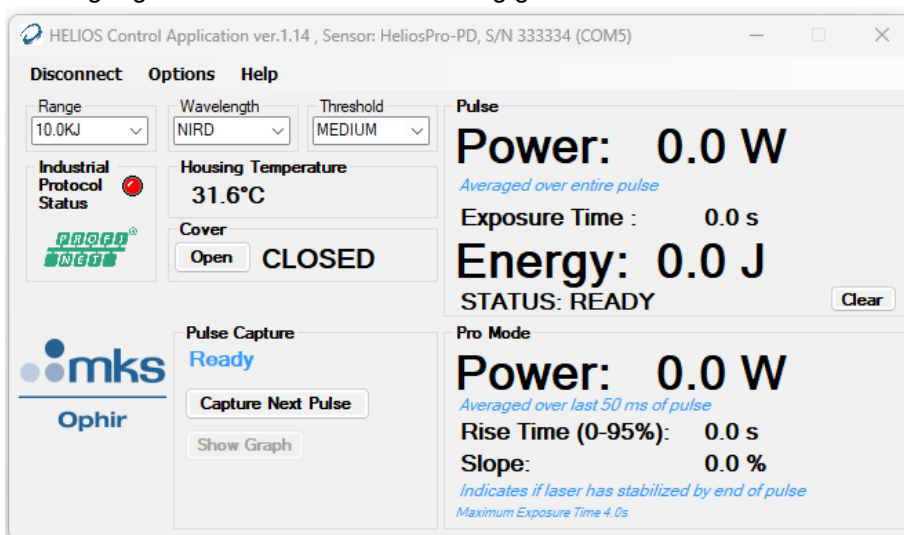 HELIOS Control Application ver.1.14 , Sensor: HeliosPro-PD, S/N 333334 (COM5)
Disconnect Options Help
Range
10.0KJ
Wavelength
NIRD
Threshold
MEDIUM
Industrial
Protocol
Status
PROFI®
NET
Housing Temperature
31.6°C
Cover
Open CLOSED
Pulse
Power: 0.0 W
Averaged over entire pulse
Exposure Time : 0.0 s
Energy: 0.0 J
STATUS: READY
Clear
mks
Ophir
Pulse Capture
Ready
Capture Next Pulse
Show Graph
Pro Mode
Power: 0.0 W
Averaged over last 50 ms of pulse
Rise Time (0-95%): 0.0 s
Slope: 0.0 %
Indicates if laser has stabilized by end of pulse
Maximum Exposure Time 4.0s